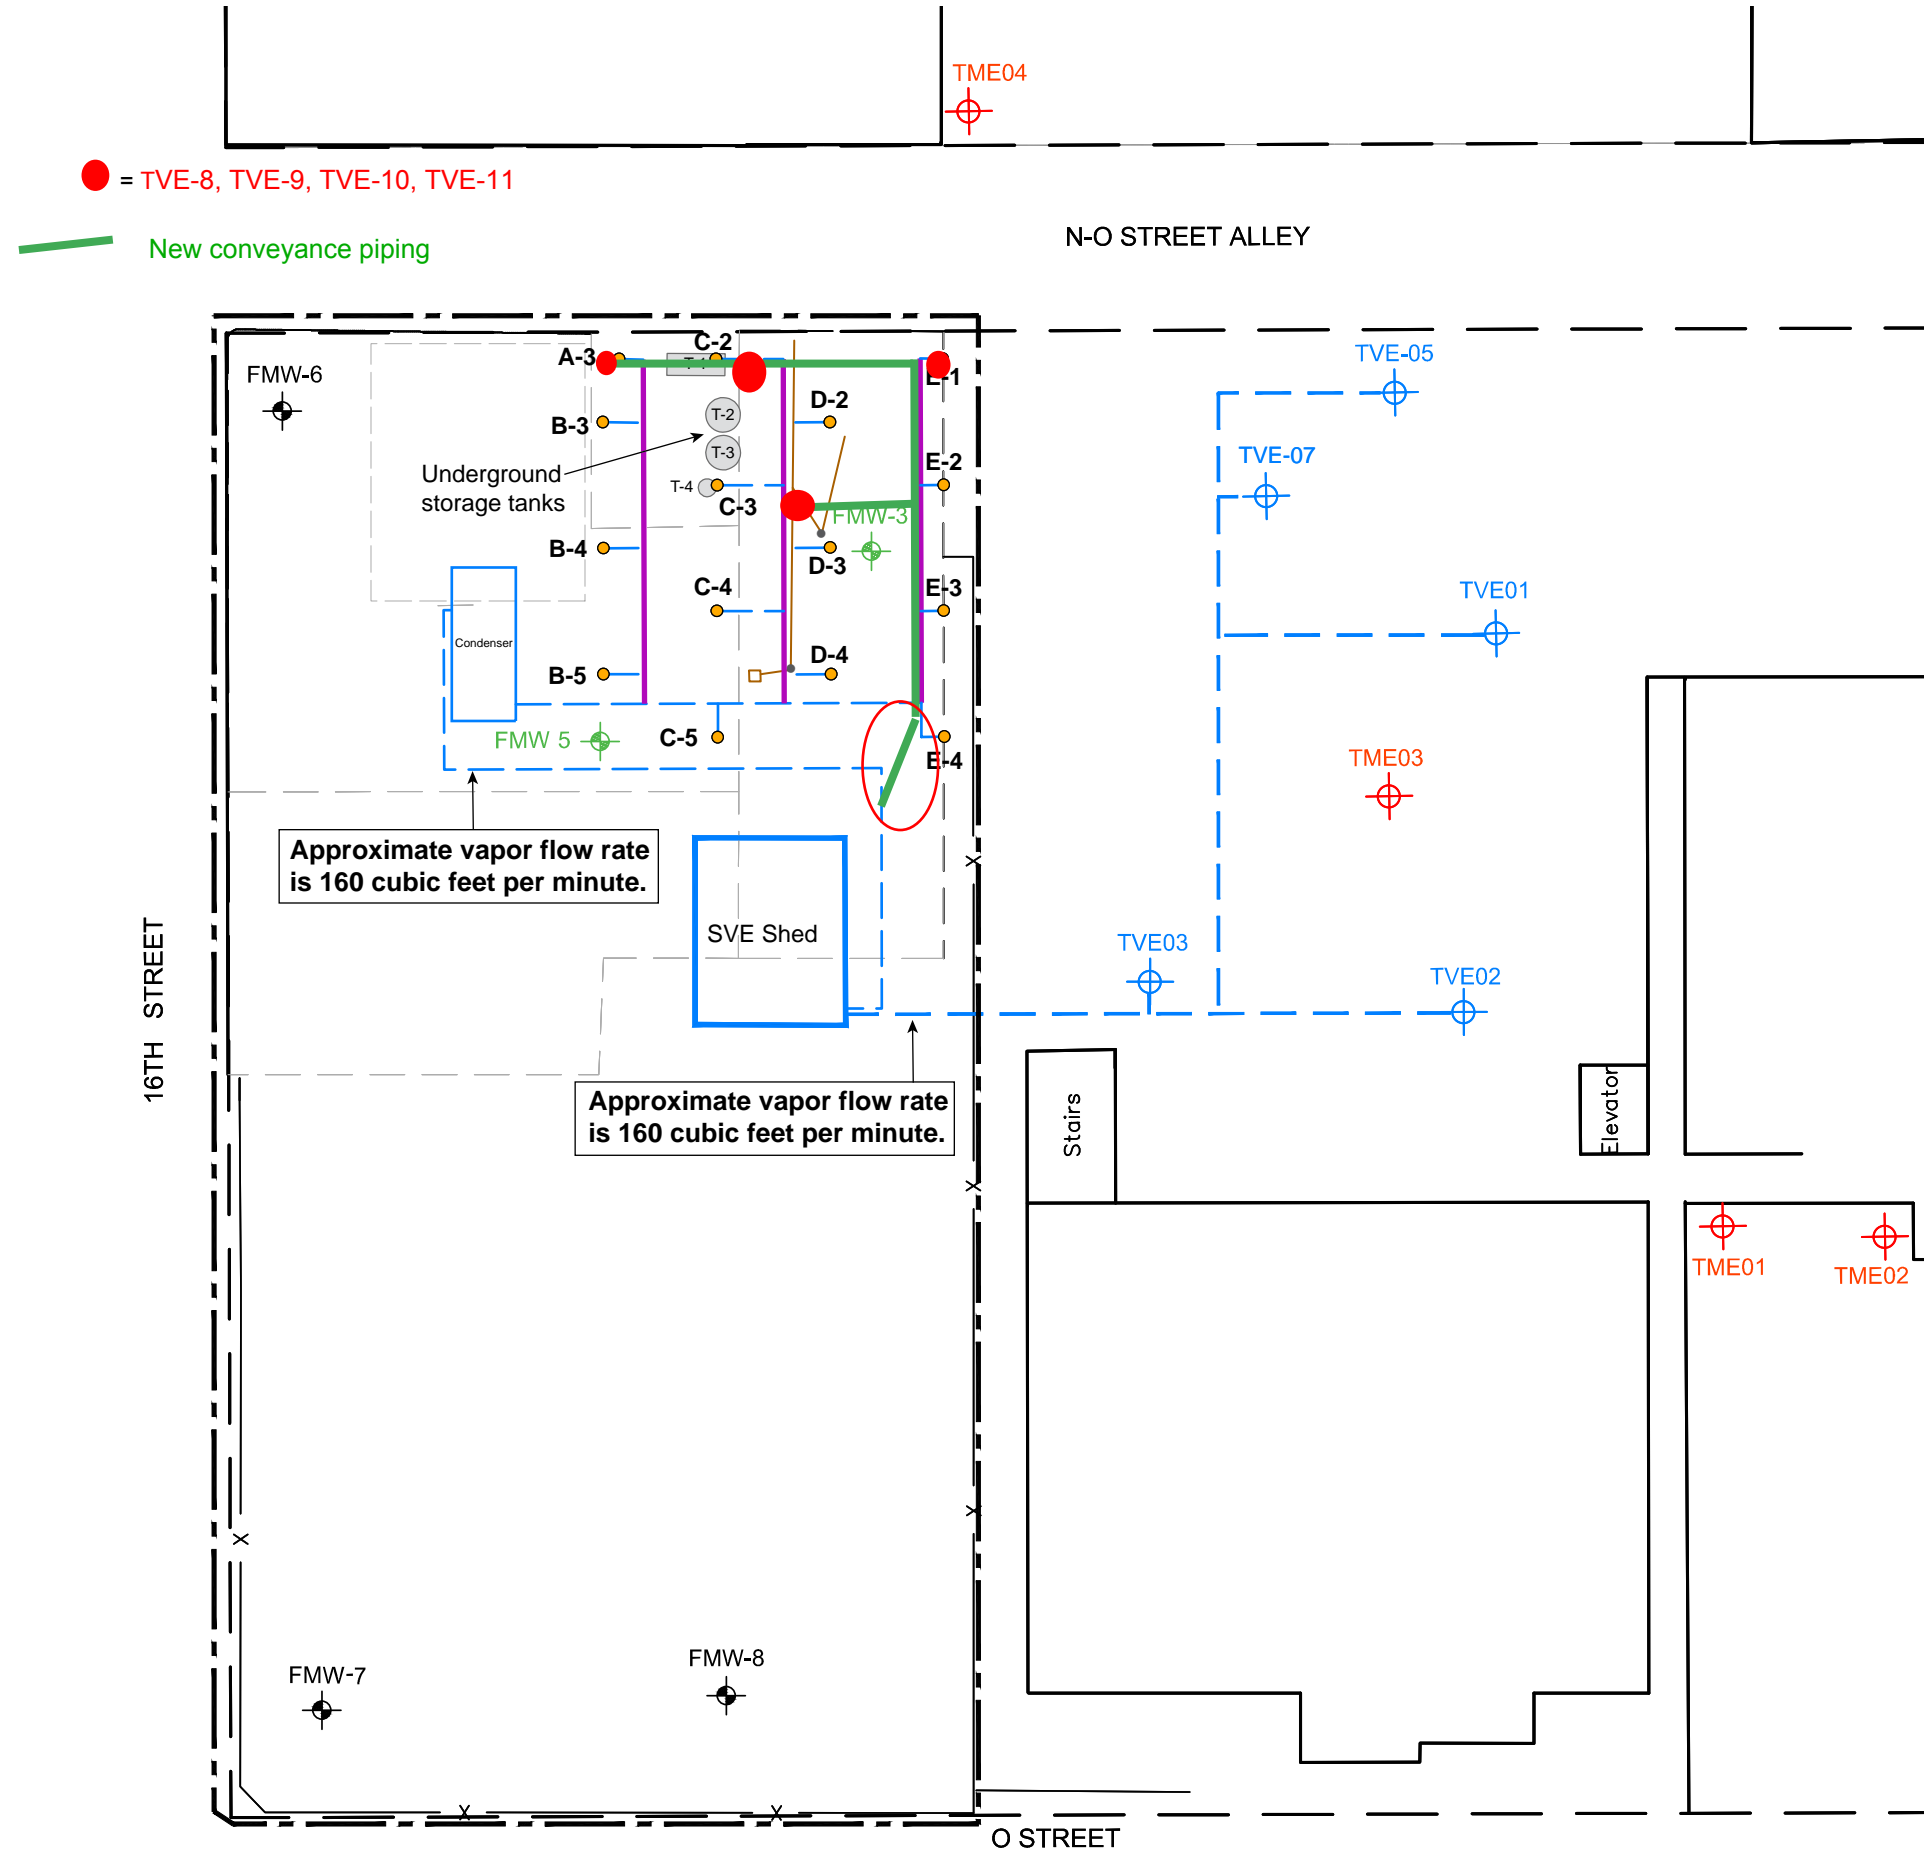 TME04
= TVE-8, TVE-9, TVE-10, TVE-11
New conveyance piping
N-O STREET ALLEY
A-3
C-2
E-1
TVE-05
FMW-6
T-2
D-2
B-3
T-3
TVE-07
Underground
storage tanks
E-2
T-4
C-3
FMW-3
B-4
D-3
C-4
E-3
TVE01
Condenser
B-5
D-4
FMW 5
C-5
E-4
TME03
Approximate vapor flow rate
is 160 cubic feet per minute.
SVE Shed
TVE03
TVE02
16TH STREET
Approximate vapor flow rate
is 160 cubic feet per minute.
Stairs
Elevator
TME01
TME02
FMW-7
FMW-8
O STREET